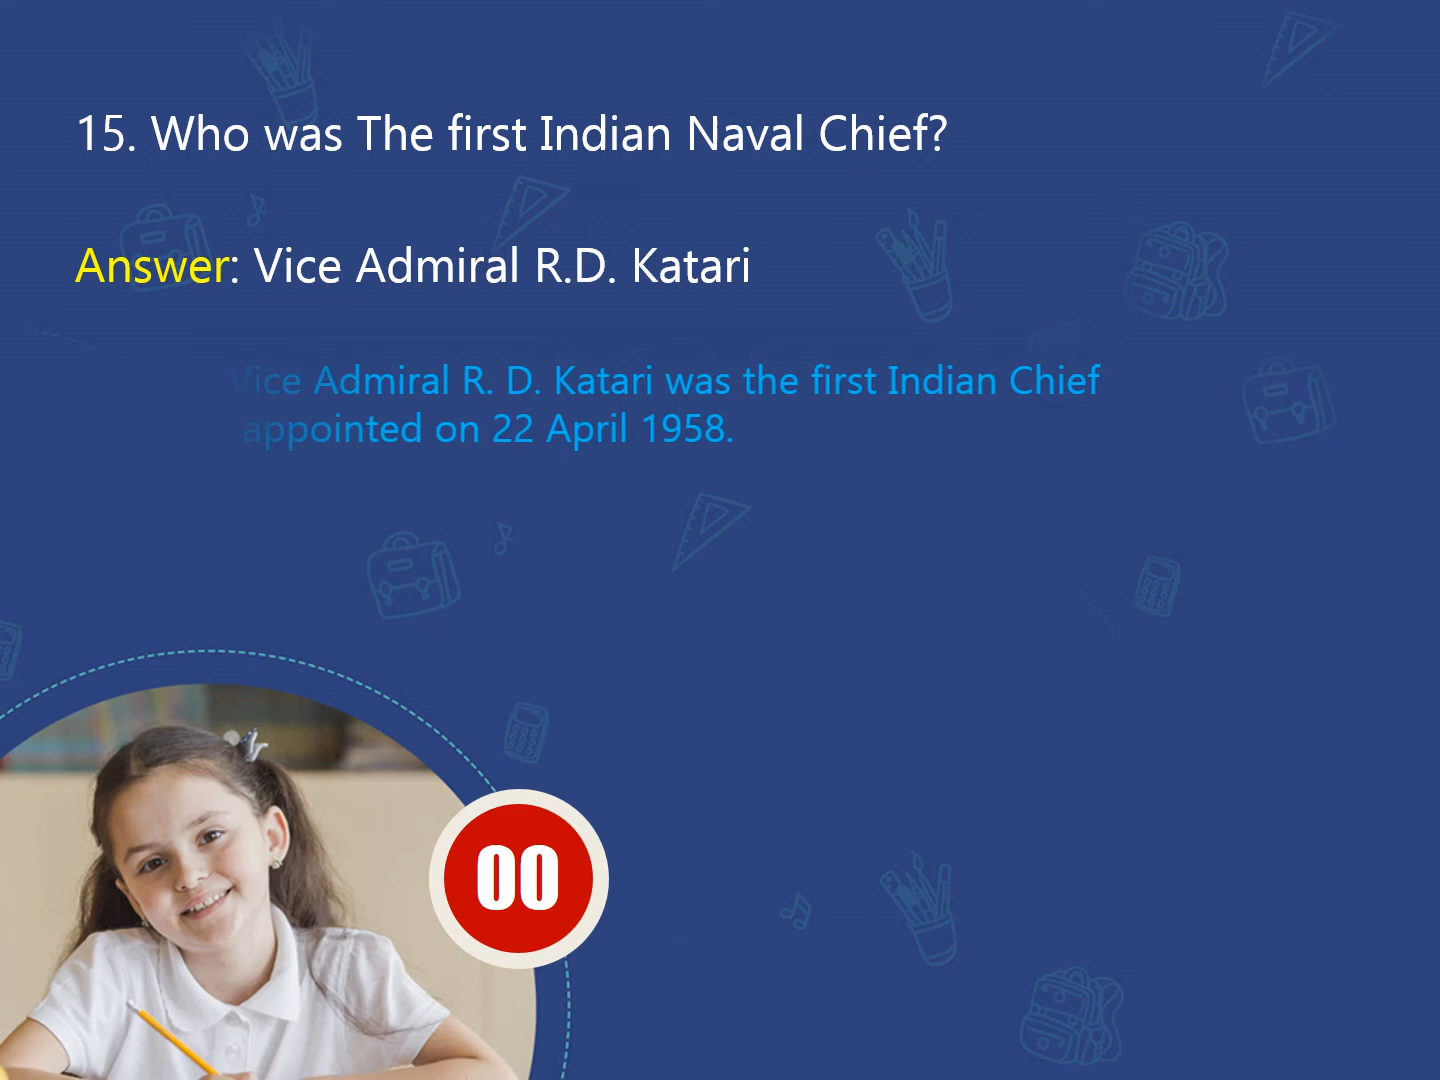 15. Who was The first Indian Naval Chief?
Answer: Vice Admiral R.D. Katari
Vice Admiral R. D. Katari was the first Indian Chief
appointed on 22 April 1958.
00